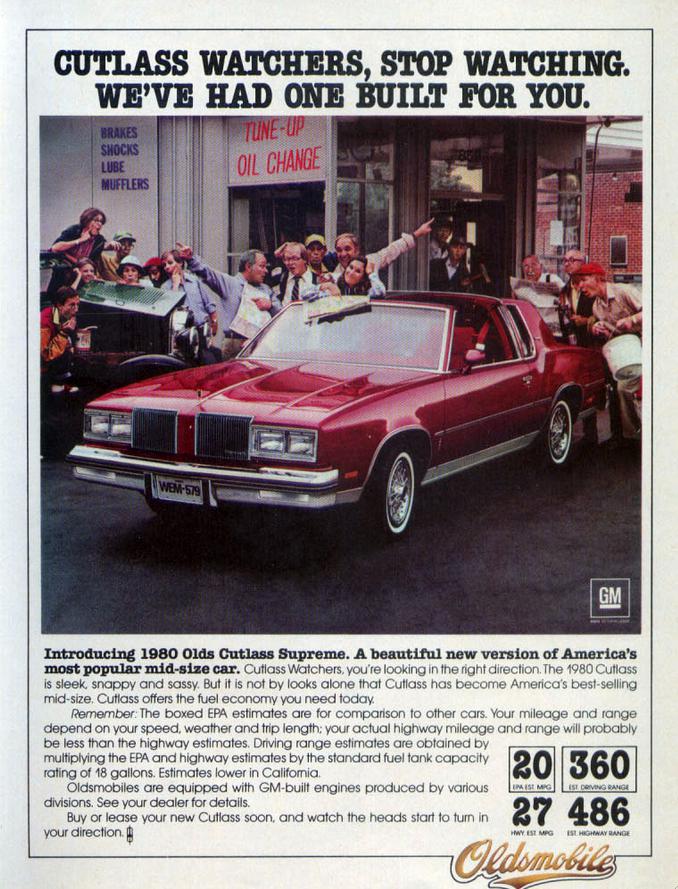 CUTLASS WATCHERS, STOP WATCHING.
WE'VE HAD ONE BUILT FOR YOU.
BRAKES
SHOCKS
LUBE
MUFFLERS
TUNE-UP
OIL CHANGE
WEM-579
GM
Introducing 1980 Olds Cutlass Supreme. A beautiful new version of America's
most popular mid-size car. Cutlass Watchers, you're looking in the right direction. The 1980 Cutlass
is sleek, snappy and sassy. But it is not by looks alone that Cutlass has become America's best-selling
mid-size. Cutlass offers the fuel economy you need today.
Remember: The boxed EPA estimates are for comparison to other cars. Your mileage and range
depend on your speed, weather and trip length; your actual highway mileage and range will probably
be less than the highway estimates. Driving range estimates are obtained by
multiplying the EPA and highway estimates by the standard fuel tank capacity
rating of 18 gallons. Estimates lower in California.
Oldsmobiles are equipped with GM-built engines produced by various
divisions. See your dealer for details.
Buy or lease your new Cutlass soon, and watch the heads start to turn in
your direction.
20 360
EPA EST. MPG EST. DRIVING RANGE
27 486
HWY. EST. MPG EST. HIGHWAY RANGE
Oldsmobile